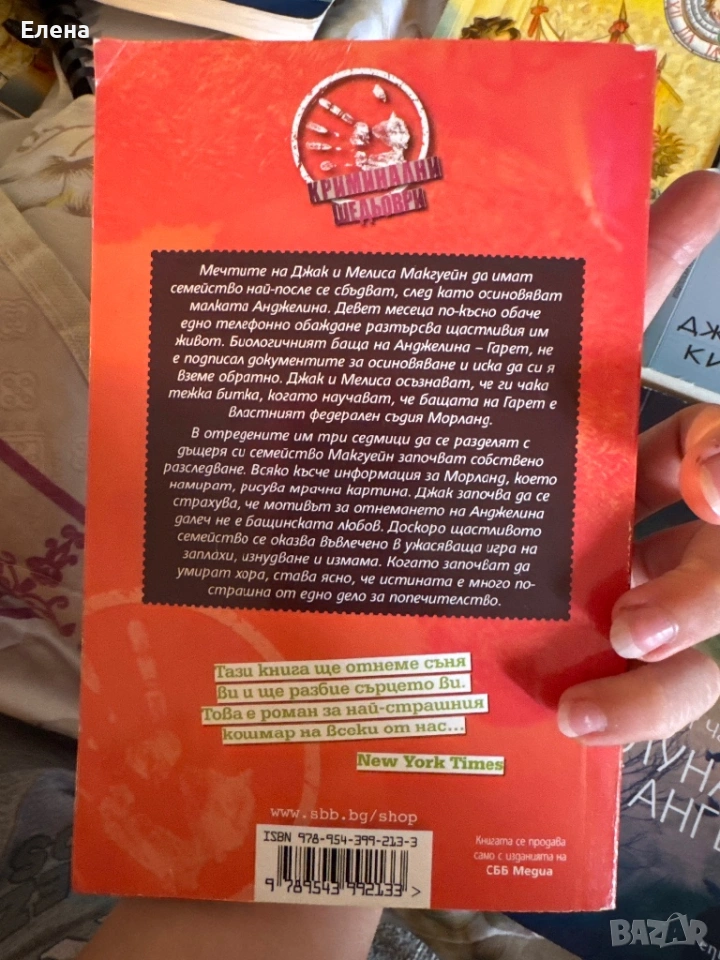 Елена
КРИМИНАЛНИ
ШЕДЬОВРИ
Мечтите на Джак и Мелиса Макгуейн да имат
семейство най-после се сбъдват, след като осиновяват
малката Анджелина. Девет месеца по-късно обаче
едно телефонно обаждане разтърсва щастливия им
живот. Биологичният баща на Анджелина – Гарет, не
е подписал документите за осиновяване и иска да си я
вземе обратно. Джак и Мелиса осъзнават, че ги чака
тежка битка, когато научават, че бащата на Гарет е
властният федерален съдия Морланд.
В отредените им три седмици да се разделят с
дъщеря си семейство Макгуейн започват собствено
разследване. Всяко късче информация за Морланд, което
намират, рисува мрачна картина. Джак започва да се
страхува, че мотивът за отнемането на Анджелина
далеч не е бащинската любов. Доскоро щастливото
семейство се оказва въвлечено в ужасяваща игра на
заплахи, изнудване и измама. Когато започват да
умират хора, става ясно, че истината е много по-
страшна от едно дело за попечителство.
Тази книга ще отнеме съня
ви и ще разбие сърцето ви.
Това е роман за най-страшния
кошмар на всеки от нас...
New York Times
www.sbb.bg/shop
ISBN 978-954-399-213-3
9 789543 992133 >
Книгата се продава
само с изданията на
СББ Медиа
ДЖ
КИ
ЛУНА
АНГЕ
BAZAR